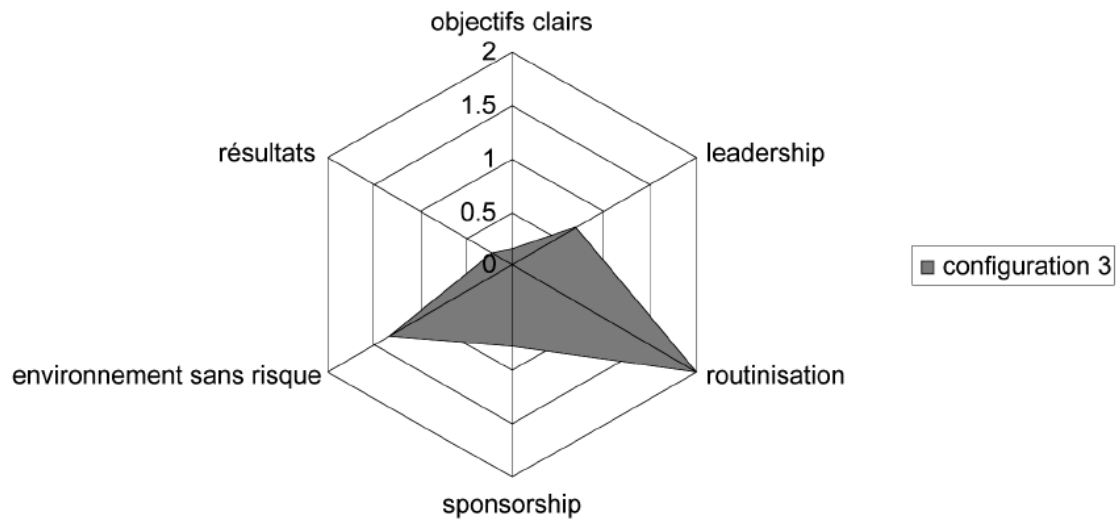 objectifs clairs
2
1.5
résultats
leadership
1
0.5
0
configuration 3
environnement sans risque
routinisation
sponsorship